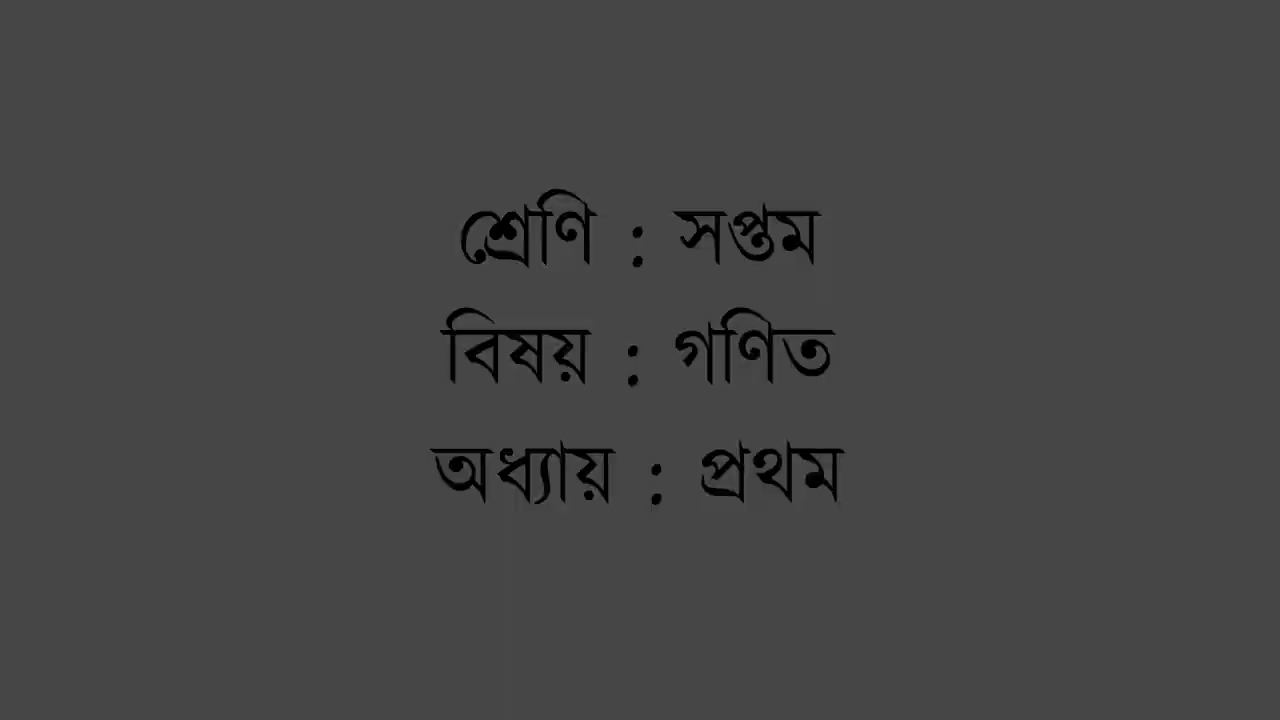 শ্রেণি : সপ্তম
বিষয় : গণিত
অধ্যায় : প্রথম